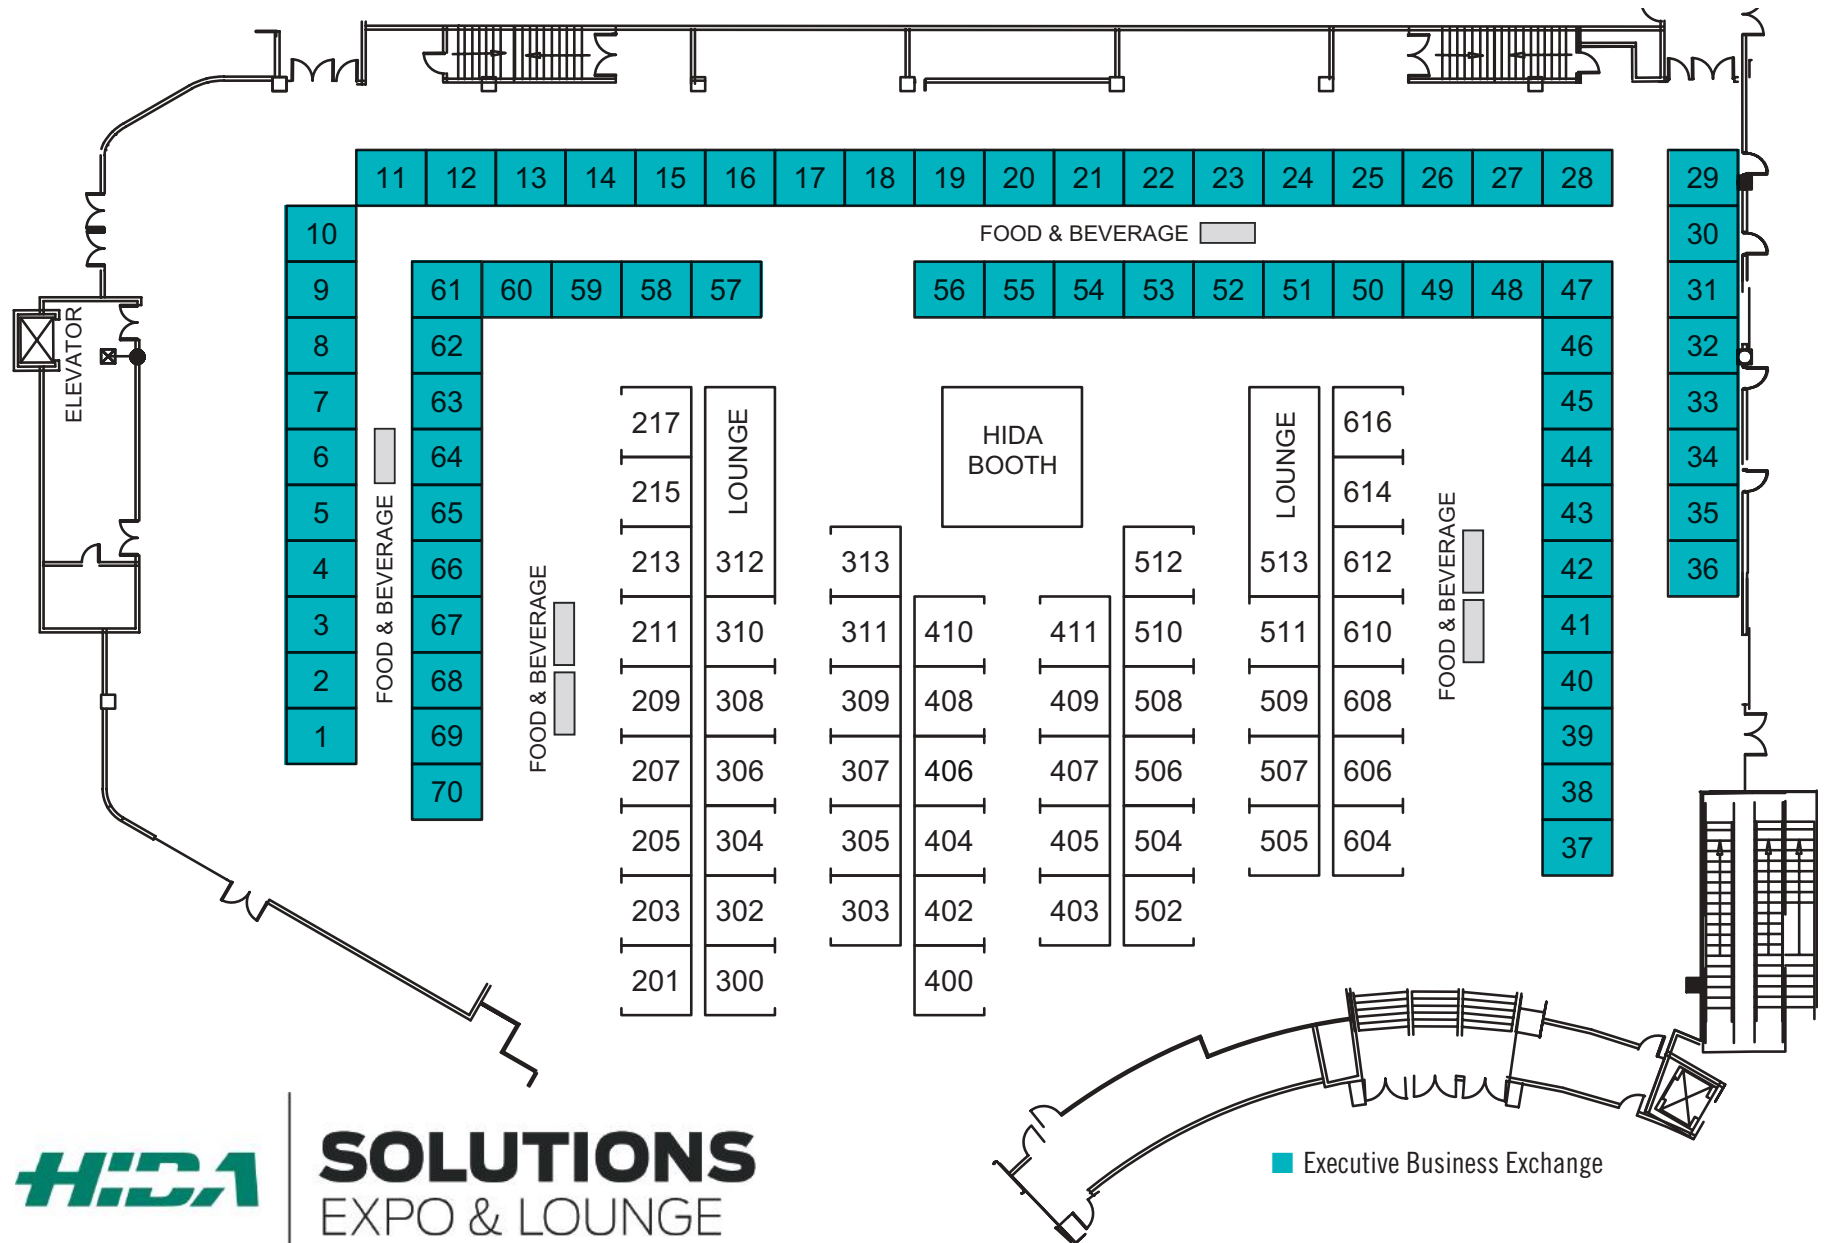 11 12 13 14 15 16 17 18 19 20 21 22 23 24 25 26 27 28 29
10 FOOD & BEVERAGE 30
9 61 60 59 58 57 56 55 54 53 52 51 50 49 48 47 31
ELEVATOR
8 62 46 32
7 63 45 33
217 LOUNGE HIDA LOUNGE 616
BOOTH
6 64 44 34
215 614
5 65 43 35
FOOD & BEVERAGE
FOOD & BEVERAGE
FOOD & BEVERAGE
4 66 213 312 313 512 513 612 42 36
3 67 211 310 311 410 411 510 511 610 41
2 68 209 308 309 408 409 508 509 608 40
1 69 39
207 306 307 406 407 506 507 606
70 38
205 304 305 404 405 504 505 604 37
203 302 303 402 403 502
201 300 400
HIDA
SOLUTIONS
EXPO & LOUNGE
Executive Business Exchange